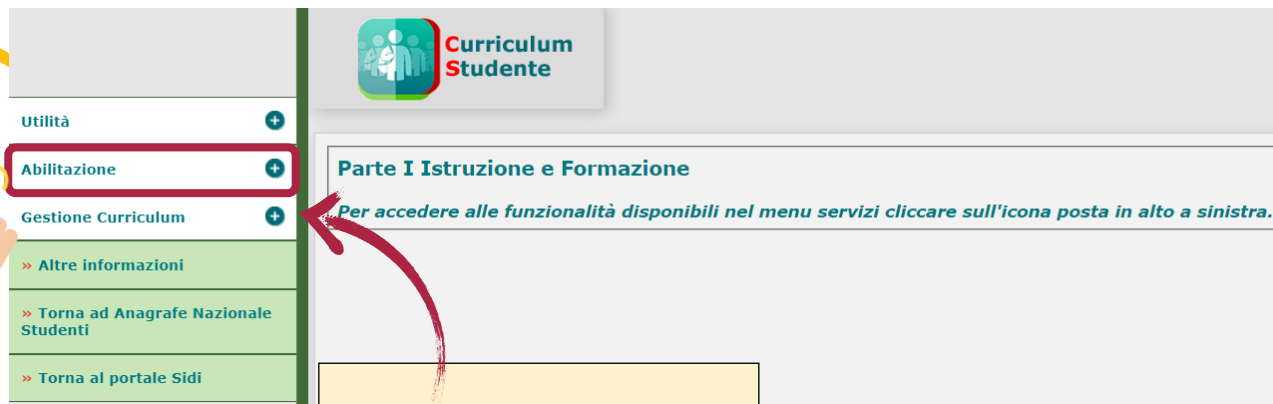 Curriculum
Studente
Utilità
Abilitazione
Gestione Curriculum
» Altre informazioni
» Torna ad Anagrafe Nazionale
Studenti
» Torna al portale Sidi
Parte I Istruzione e Formazione
Per accedere alle funzionalità disponibili nel menu servizi cliccare sull'icona posta in alto a sinistra.